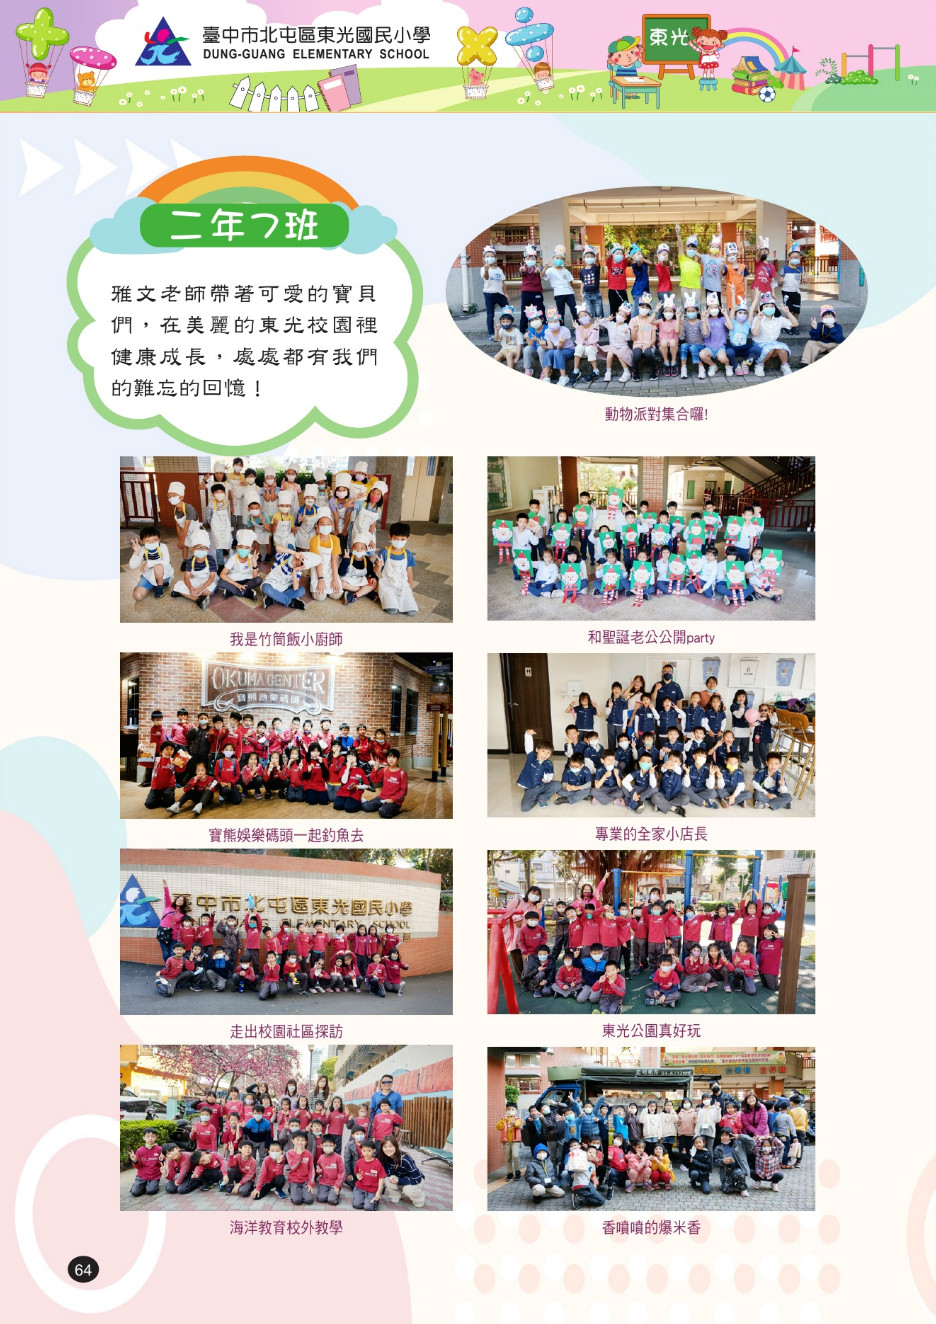 臺中市北屯區東光國民小學
DUNG-GUANG ELEMENTARY SCHOOL
東光
二年7班
雅文老師帶著可愛的寶貝
們，在美麗的東光校園裡
健康成長，處處都有我們
的難忘的回憶！
動物派對集合囉!
我是竹筒飯小廚師
和聖誕老公公開party
OKUMA CENTER
寶熊漁樂碼頭
寶熊娛樂碼頭一起釣魚去
專業的全家小店長
臺中市北屯區東光國民小學
ELEMENTARY SCHOOL
走出校園社區探訪
東光公園真好玩
海洋教育校外教學
香噴噴的爆米香
64